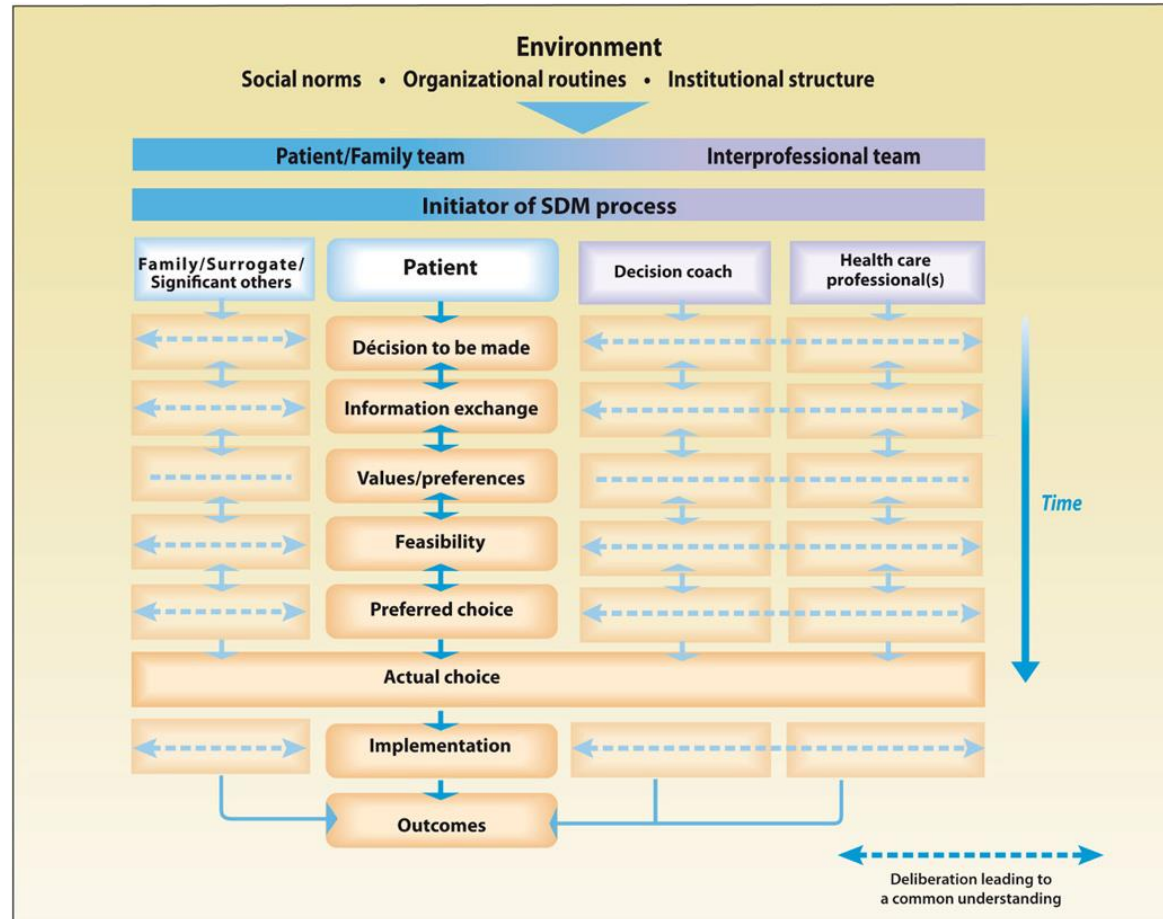 Environment
Social norms • Organizational routines • Institutional structure
Patient/Family team
Interprofessional team
Initiator of SDM process
Family/Surrogate/
Significant others
Patient
Decision coach
Health care
professional(s)
Décision to be made
Information exchange
Values/preferences
Feasibility
Preferred choice
Time
Actual choice
Implementation
Outcomes
Deliberation leading to
a common understanding